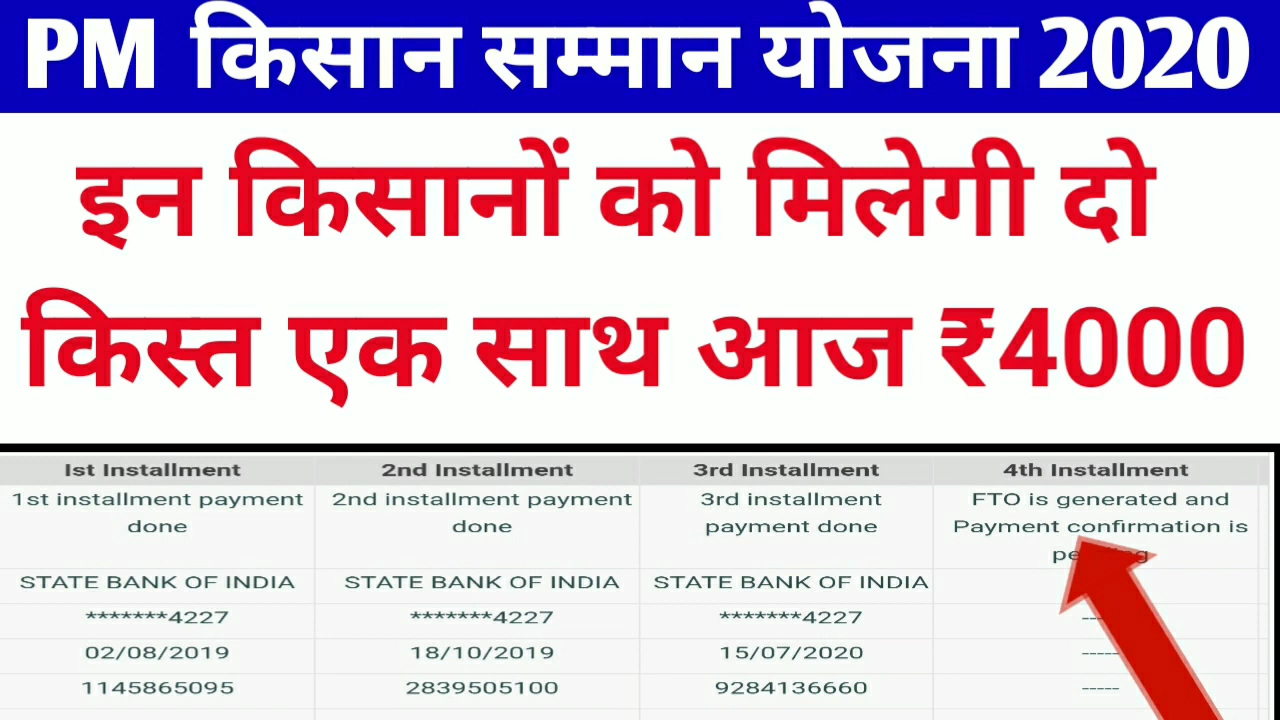 PM किसान सम्मान योजना 2020
इन किसानों को मिलेगी दो
किस्त एक साथ आज ₹4000
Ist Installment 2nd Installment 3rd Installment 4th Installment
1st installment payment done 2nd installment payment done 3rd installment payment done FTO is generated and Payment confirmation is
STATE BANK OF INDIA STATE BANK OF INDIA STATE BANK OF INDIA
*******4227 *******4227 *******4227
02/08/2019 18/10/2019 15/07/2020 -----
1145865095 2839505100 9284136660 -----